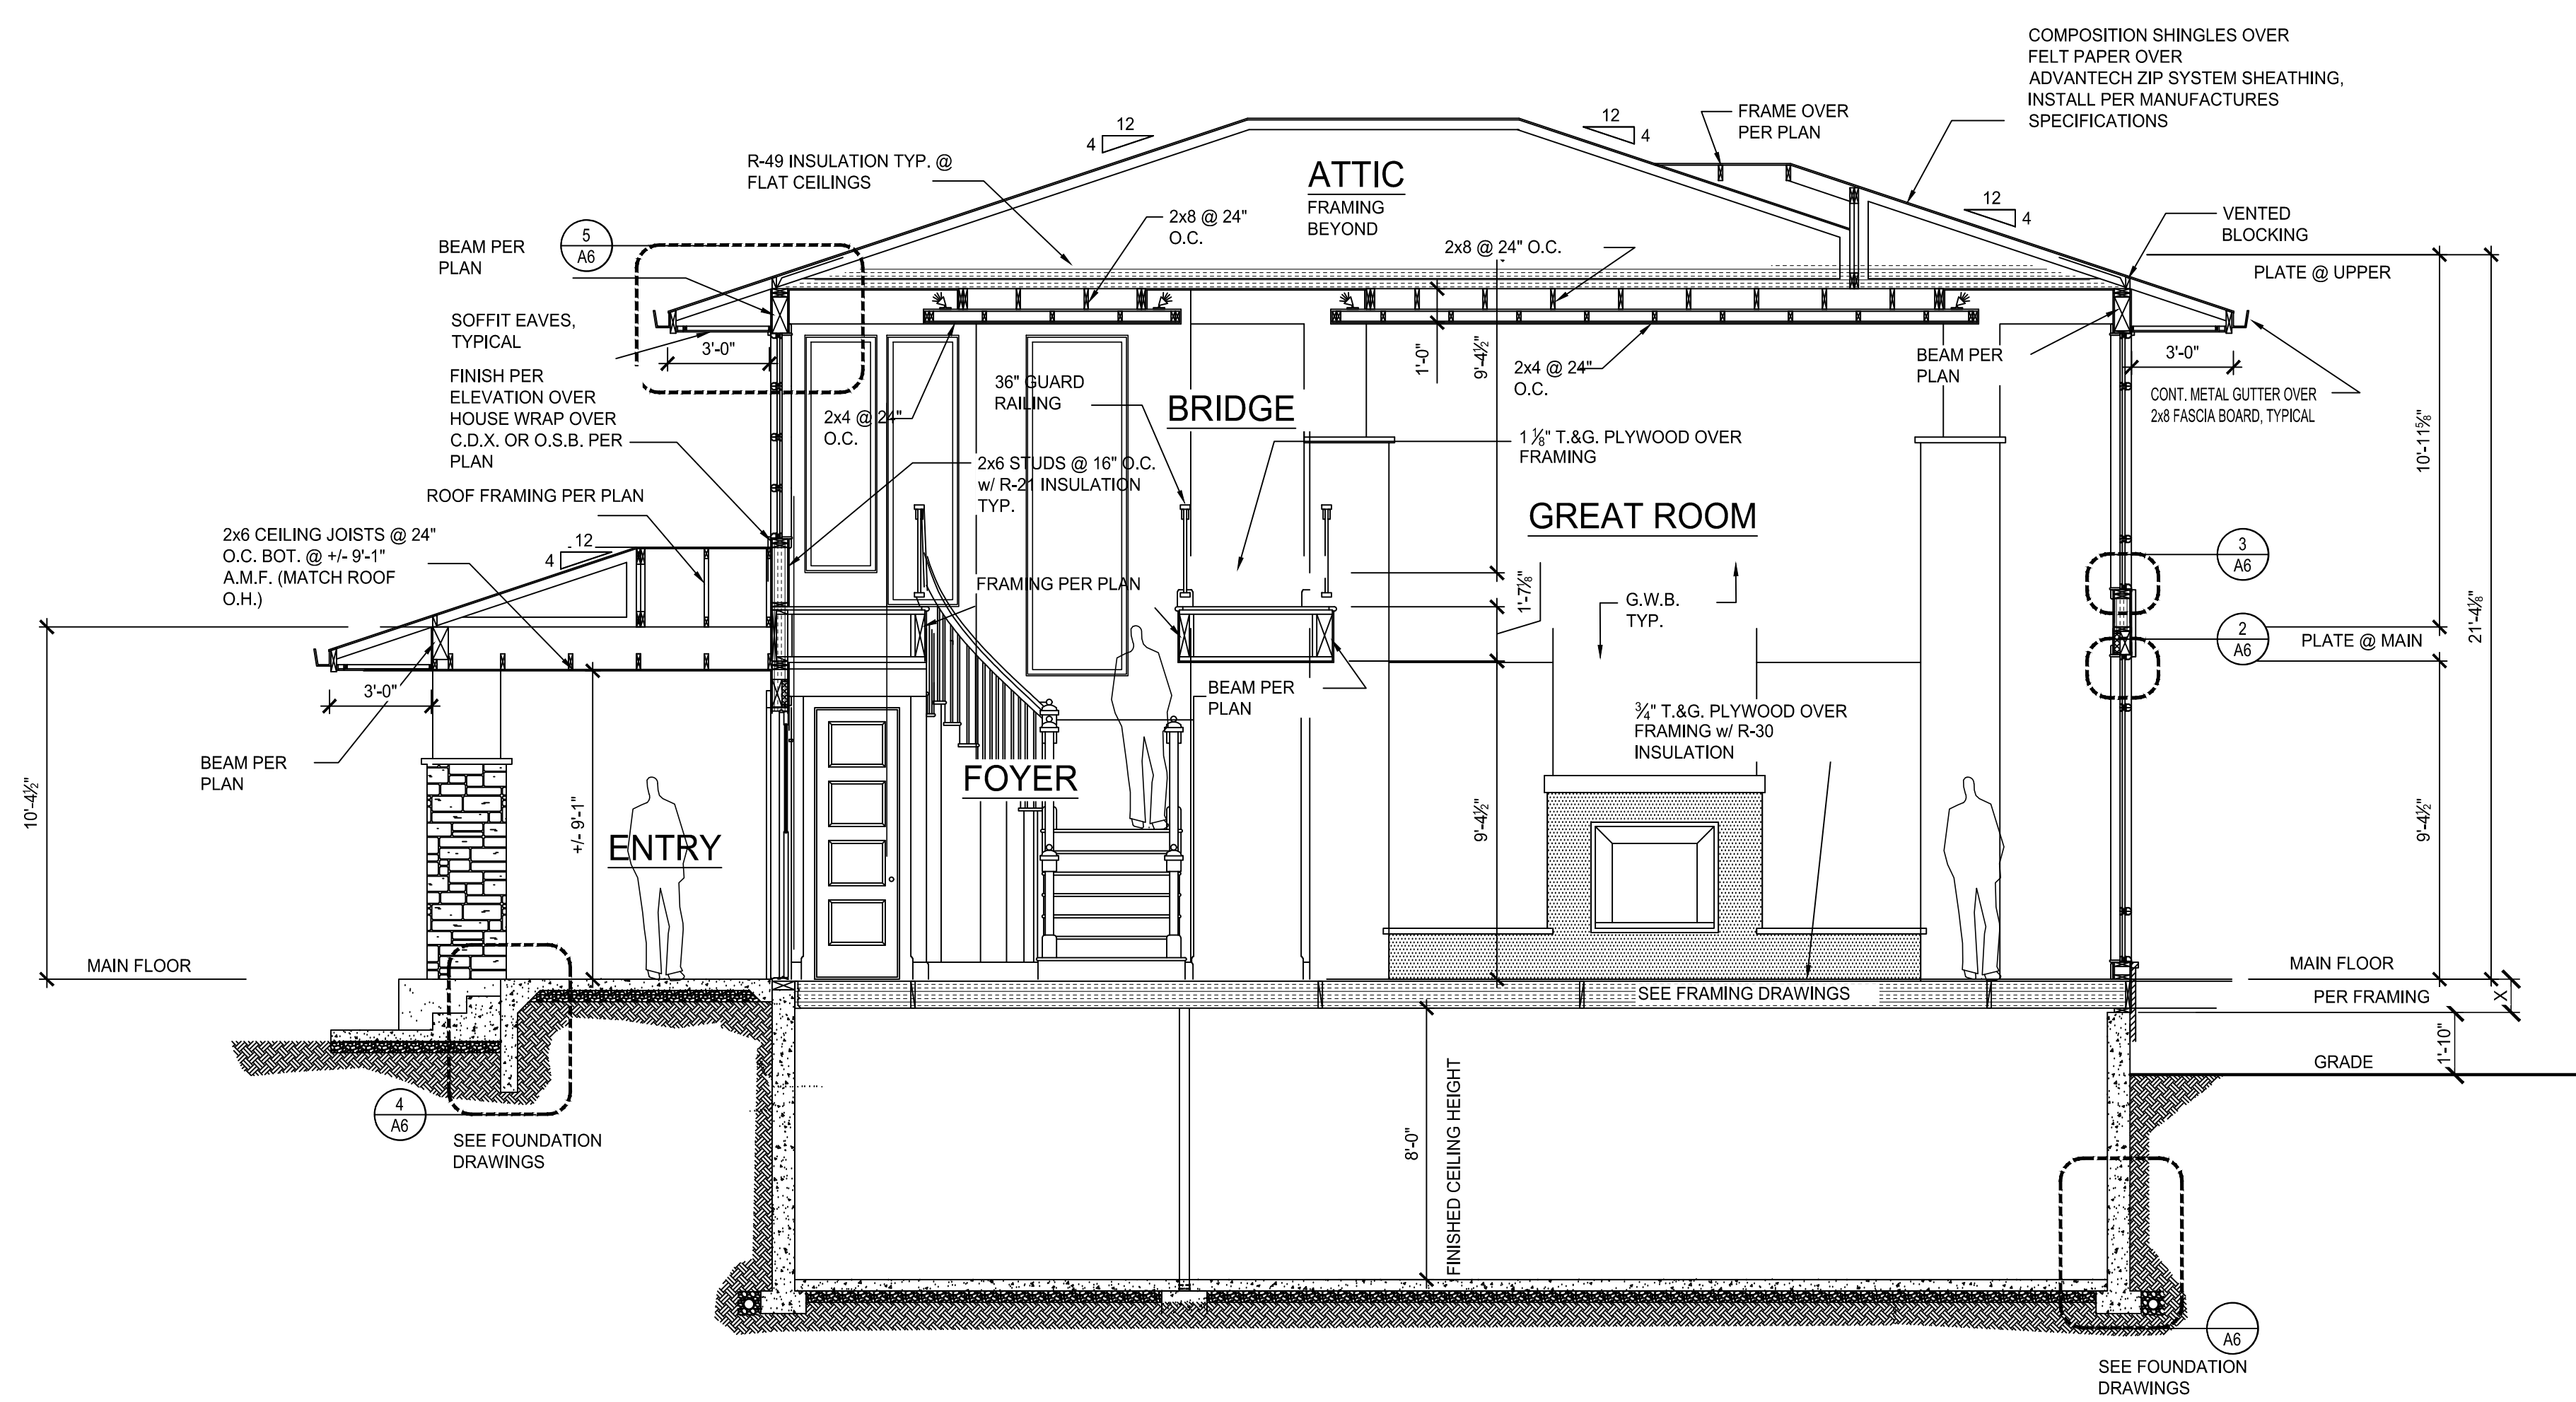 COMPOSITION SHINGLES OVER
FELT PAPER OVER
ADVANTECH ZIP SYSTEM SHEATHING,
INSTALL PER MANUFACTURES
SPECIFICATIONS
FRAME OVER
PER PLAN
12
4
12
4
12
4
R-49 INSULATION TYP. @
FLAT CEILINGS
ATTIC
FRAMING
BEYOND
2x8 @ 24"
O.C.
2x8 @ 24" O.C.
VENTED
BLOCKING
BEAM PER
PLAN
5
A6
PLATE @ UPPER
SOFFIT EAVES,
TYPICAL
3'-0"
1'-0"
9'-4½"
2x4 @ 24"
O.C.
BEAM PER
PLAN
3'-0"
CONT. METAL GUTTER OVER
2x8 FASCIA BOARD, TYPICAL
FINISH PER
ELEVATION OVER
HOUSE WRAP OVER
C.D.X. OR O.S.B. PER
PLAN
2x4 @ 24"
O.C.
36" GUARD
RAILING
BRIDGE
1 ⅛" T.&G. PLYWOOD OVER
FRAMING
10'-11⅝"
2x6 STUDS @ 16" O.C.
w/ R-21 INSULATION
TYP.
ROOF FRAMING PER PLAN
GREAT ROOM
2x6 CEILING JOISTS @ 24"
O.C. BOT. @ +/- 9'-1"
A.M.F. (MATCH ROOF
O.H.)
12
4
FRAMING PER PLAN
1'-7⅞"
G.W.B.
TYP.
3
A6
2
A6
PLATE @ MAIN
21'-4⅛"
3'-0"
BEAM PER
PLAN
BEAM PER
PLAN
¾" T.&G. PLYWOOD OVER
FRAMING w/ R-30
INSULATION
FOYER
10'-4½"
+/- 9'-1"
ENTRY
9'-4½"
9'-4½"
MAIN FLOOR
MAIN FLOOR
SEE FRAMING DRAWINGS
PER FRAMING
X
1'-10"
GRADE
4
A6
SEE FOUNDATION
DRAWINGS
8'-0"
FINISHED CEILING HEIGHT
A6
SEE FOUNDATION
DRAWINGS